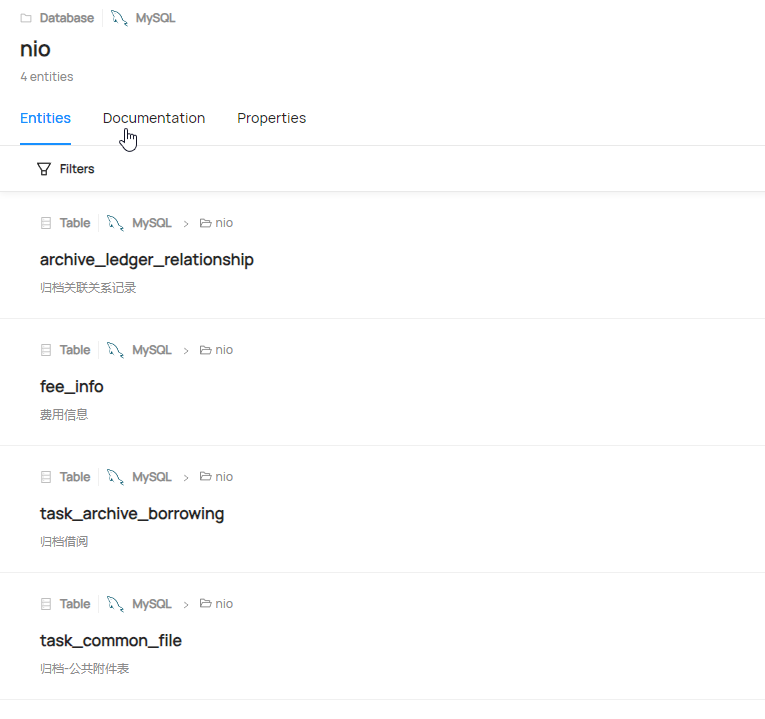 Database MySQL
nio
4 entities
Entities Documentation Properties
Filters
Table MySQL > nio
archive_ledger_relationship
归档关联关系记录
Table MySQL > nio
fee_info
费用信息
Table MySQL > nio
task_archive_borrowing
归档借阅
Table MySQL > nio
task_common_file
归档-公共附件表